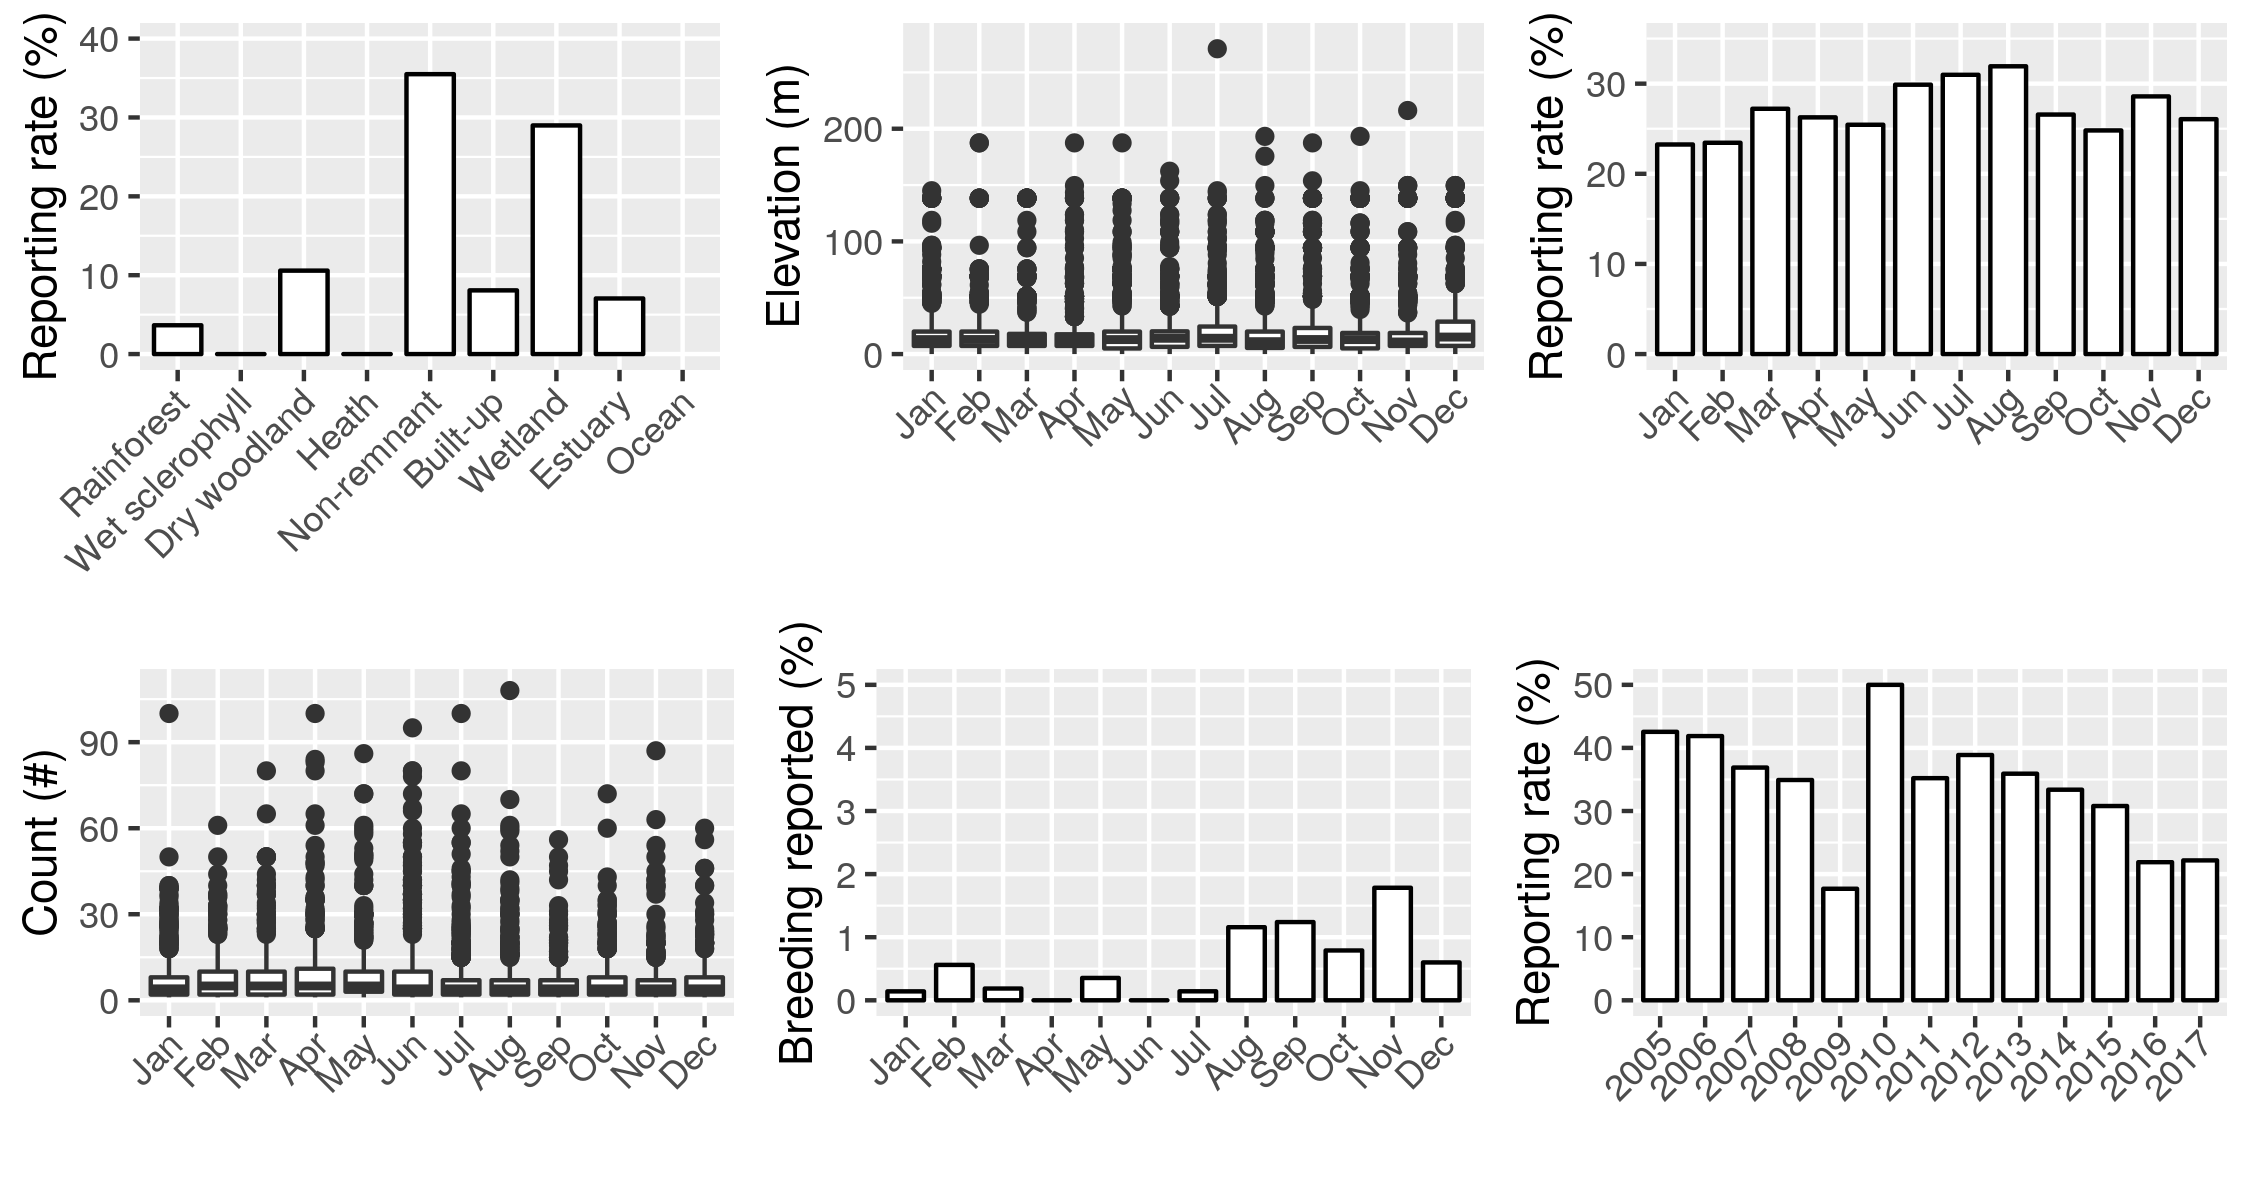 Reporting rate (%)
40
30
20
10
0
Rainforest
Wet sclerophyll
Dry woodland
Heath
Non-remnant
Built-up
Wetland
Estuary
Ocean
Elevation (m)
200
100
0
Jan
Feb
Mar
Apr
May
Jun
Jul
Aug
Sep
Oct
Nov
Dec
Reporting rate (%)
30
20
10
0
Jan
Feb
Mar
Apr
May
Jun
Jul
Aug
Sep
Oct
Nov
Dec
Count (#)
90
60
30
0
Jan
Feb
Mar
Apr
May
Jun
Jul
Aug
Sep
Oct
Nov
Dec
Breeding reported (%)
5
4
3
2
1
0
Jan
Feb
Mar
Apr
May
Jun
Jul
Aug
Sep
Oct
Nov
Dec
Reporting rate (%)
50
40
30
20
10
0
2005
2006
2007
2008
2009
2010
2011
2012
2013
2014
2015
2016
2017